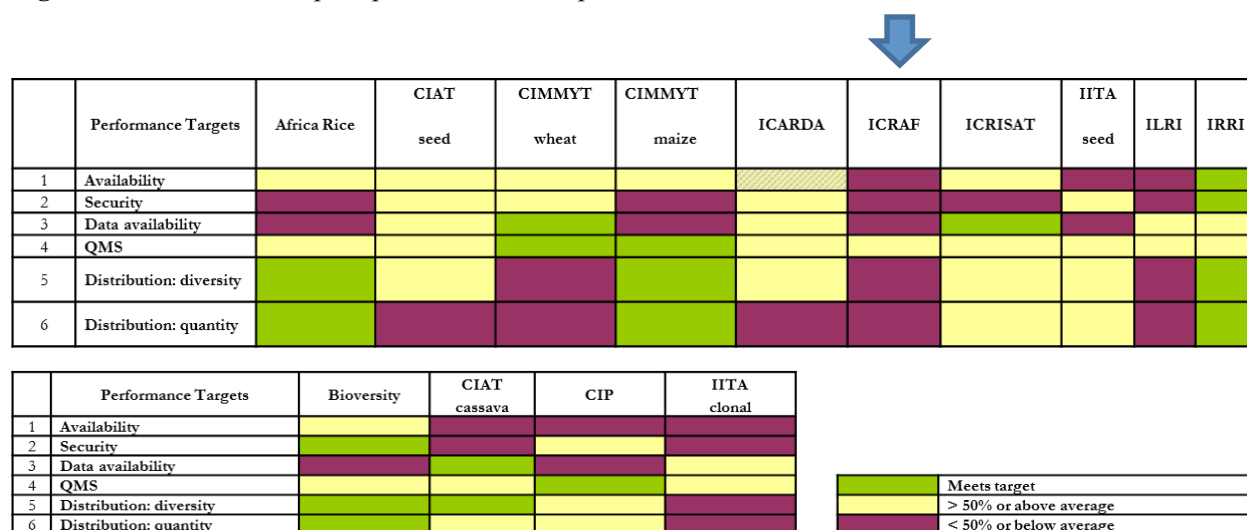 CIAT CIMMYT CIMMYT IITA
Performance Targets Africa Rice ICARDA ICRAF ICRISAT ILRI IRRI
seed wheat maize seed
1 Availability
2 Security
3 Data availability
4 QMS
5 Distribution: diversity
6 Distribution: quantity
Performance Targets Bioversity CIAT CIP IITA
cassava clonal
1 Availability
2 Security
3 Data availability
4 QMS Meets target
5 Distribution: diversity > 50% or above average
6 Distribution: quantity < 50% or below average